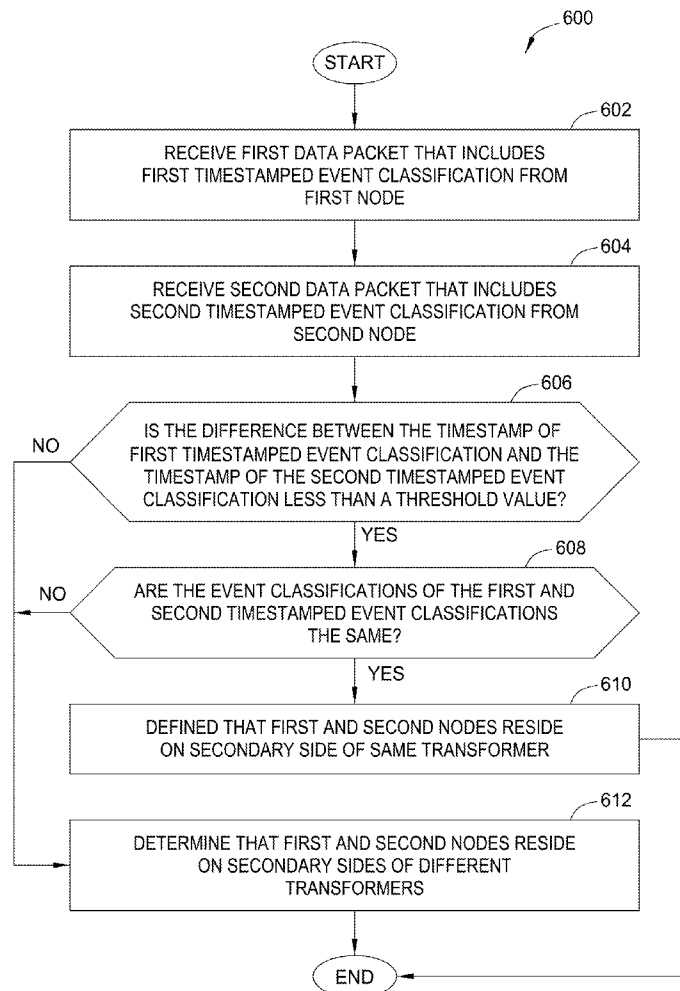 600
START
602
RECEIVE FIRST DATA PACKET THAT INCLUDES
FIRST TIMESTAMPED EVENT CLASSIFICATION FROM
FIRST NODE
604
RECEIVE SECOND DATA PACKET THAT INCLUDES
SECOND TIMESTAMPED EVENT CLASSIFICATION FROM
SECOND NODE
606
IS THE DIFFERENCE BETWEEN THE TIMESTAMP OF
FIRST TIMESTAMPED EVENT CLASSIFICATION AND THE
TIMESTAMP OF THE SECOND TIMESTAMPED EVENT
CLASSIFICATION LESS THAN A THRESHOLD VALUE?
NO
YES
608
ARE THE EVENT CLASSIFICATIONS OF THE FIRST AND
SECOND TIMESTAMPED EVENT CLASSIFICATIONS
THE SAME?
NO
YES
610
DEFINED THAT FIRST AND SECOND NODES RESIDE
ON SECONDARY SIDE OF SAME TRANSFORMER
612
DETERMINE THAT FIRST AND SECOND NODES RESIDE
ON SECONDARY SIDES OF DIFFERENT
TRANSFORMERS
END